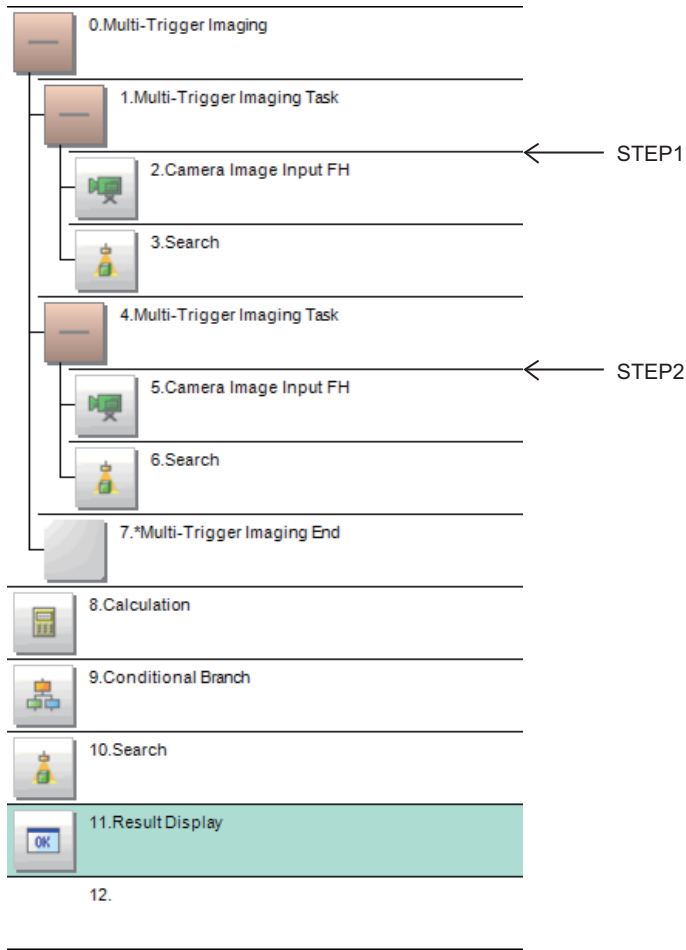 0.Multi-Trigger Imaging
1.Multi-Trigger Imaging Task
STEP1
2.Camera Image Input FH
3.Search
4.Multi-Trigger Imaging Task
STEP2
5.Camera Image Input FH
6.Search
7.*Multi-Trigger Imaging End
8.Calculation
9.Conditional Branch
10.Search
OK
11.Result Display
12.